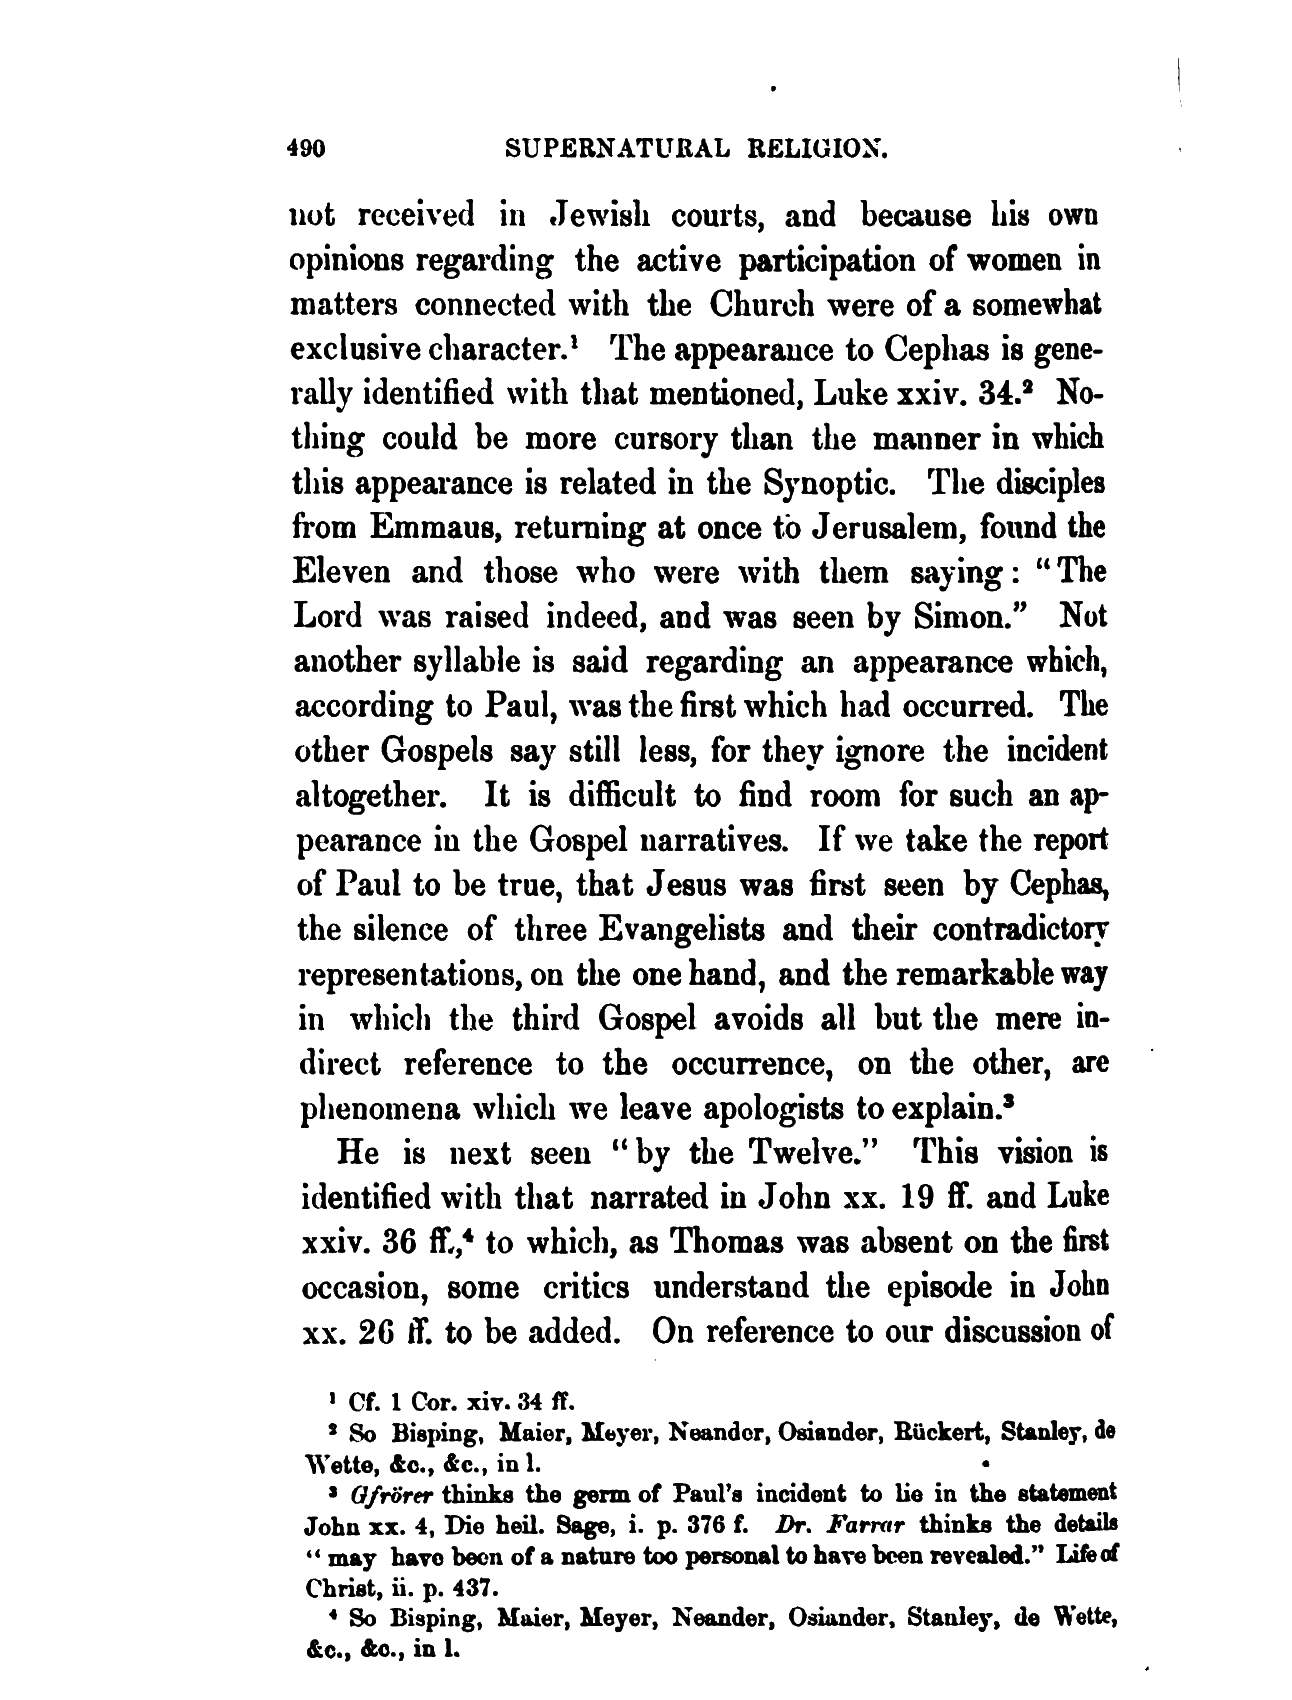 490 SUPERNATURAL RELIGION.
not received in Jewish courts, and because his own
opinions regarding the active participation of women in
matters connected with the Church were of a somewhat
exclusive character.¹ The appearance to Cephas is gene-
rally identified with that mentioned, Luke xxiv. 34.² No-
thing could be more cursory than the manner in which
this appearance is related in the Synoptic. The disciples
from Emmaus, returning at once to Jerusalem, found the
Eleven and those who were with them saying: “The
Lord was raised indeed, and was seen by Simon.” Not
another syllable is said regarding an appearance which,
according to Paul, was the first which had occurred. The
other Gospels say still less, for they ignore the incident
altogether. It is difficult to find room for such an ap-
pearance in the Gospel narratives. If we take the report
of Paul to be true, that Jesus was first seen by Cephas,
the silence of three Evangelists and their contradictory
representations, on the one hand, and the remarkable way
in which the third Gospel avoids all but the mere in-
direct reference to the occurrence, on the other, are
phenomena which we leave apologists to explain.³
He is next seen “by the Twelve.” This vision is
identified with that narrated in John xx. 19 ff. and Luke
xxiv. 36 ff.,⁴ to which, as Thomas was absent on the first
occasion, some critics understand the episode in John
xx. 26 ff. to be added. On reference to our discussion of
¹ Cf. 1 Cor. xiv. 34 ff.
² So Bisping, Maier, Meyer, Neander, Osiander, Rückert, Stanley, de
Wette, &c., &c., in l.
³ Gfrörer thinks the germ of Paul's incident to lie in the statement
John xx. 4, Die heil. Sage, i. p. 376 f. Dr. Farrar thinks the details
“may have been of a nature too personal to have been revealed.” Life of
Christ, ii. p. 437.
⁴ So Bisping, Maier, Meyer, Neander, Osiander, Stanley, de Wette,
&c., &c., in l.